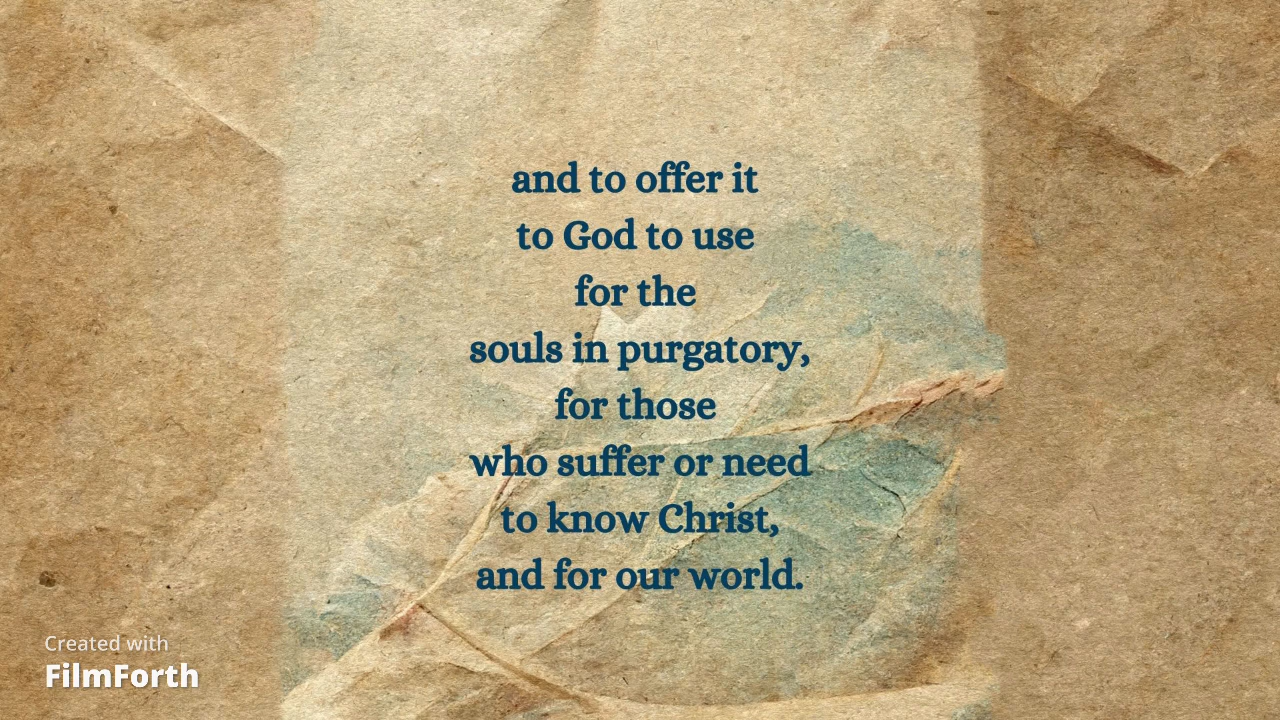 and to offer it
to God to use
for the
souls in purgatory,
for those
who suffer or need
to know Christ,
and for our world.
Created with
FilmForth